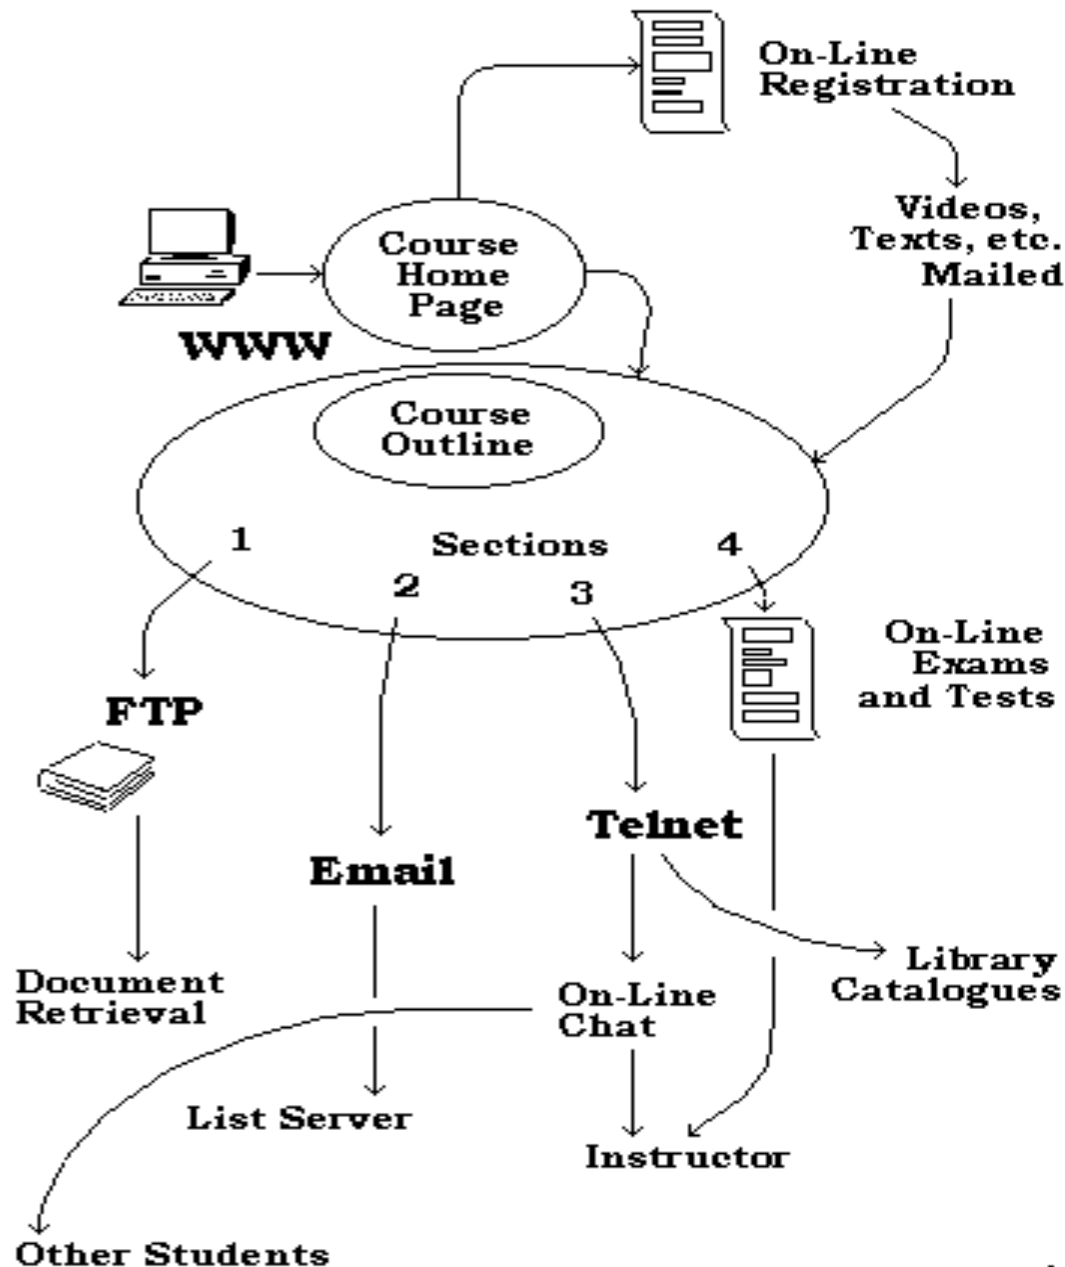 On-Line
Registration
Videos,
Texts, etc.
Mailed
Course
Home
Page
WWW
Course
Outline
1
Sections
4
2
3
On-Line
Exams
and Tests
FTP
Telnet
Email
Library
Catalogues
Document
Retrieval
On-Line
Chat
List Server
Instructor
Other Students